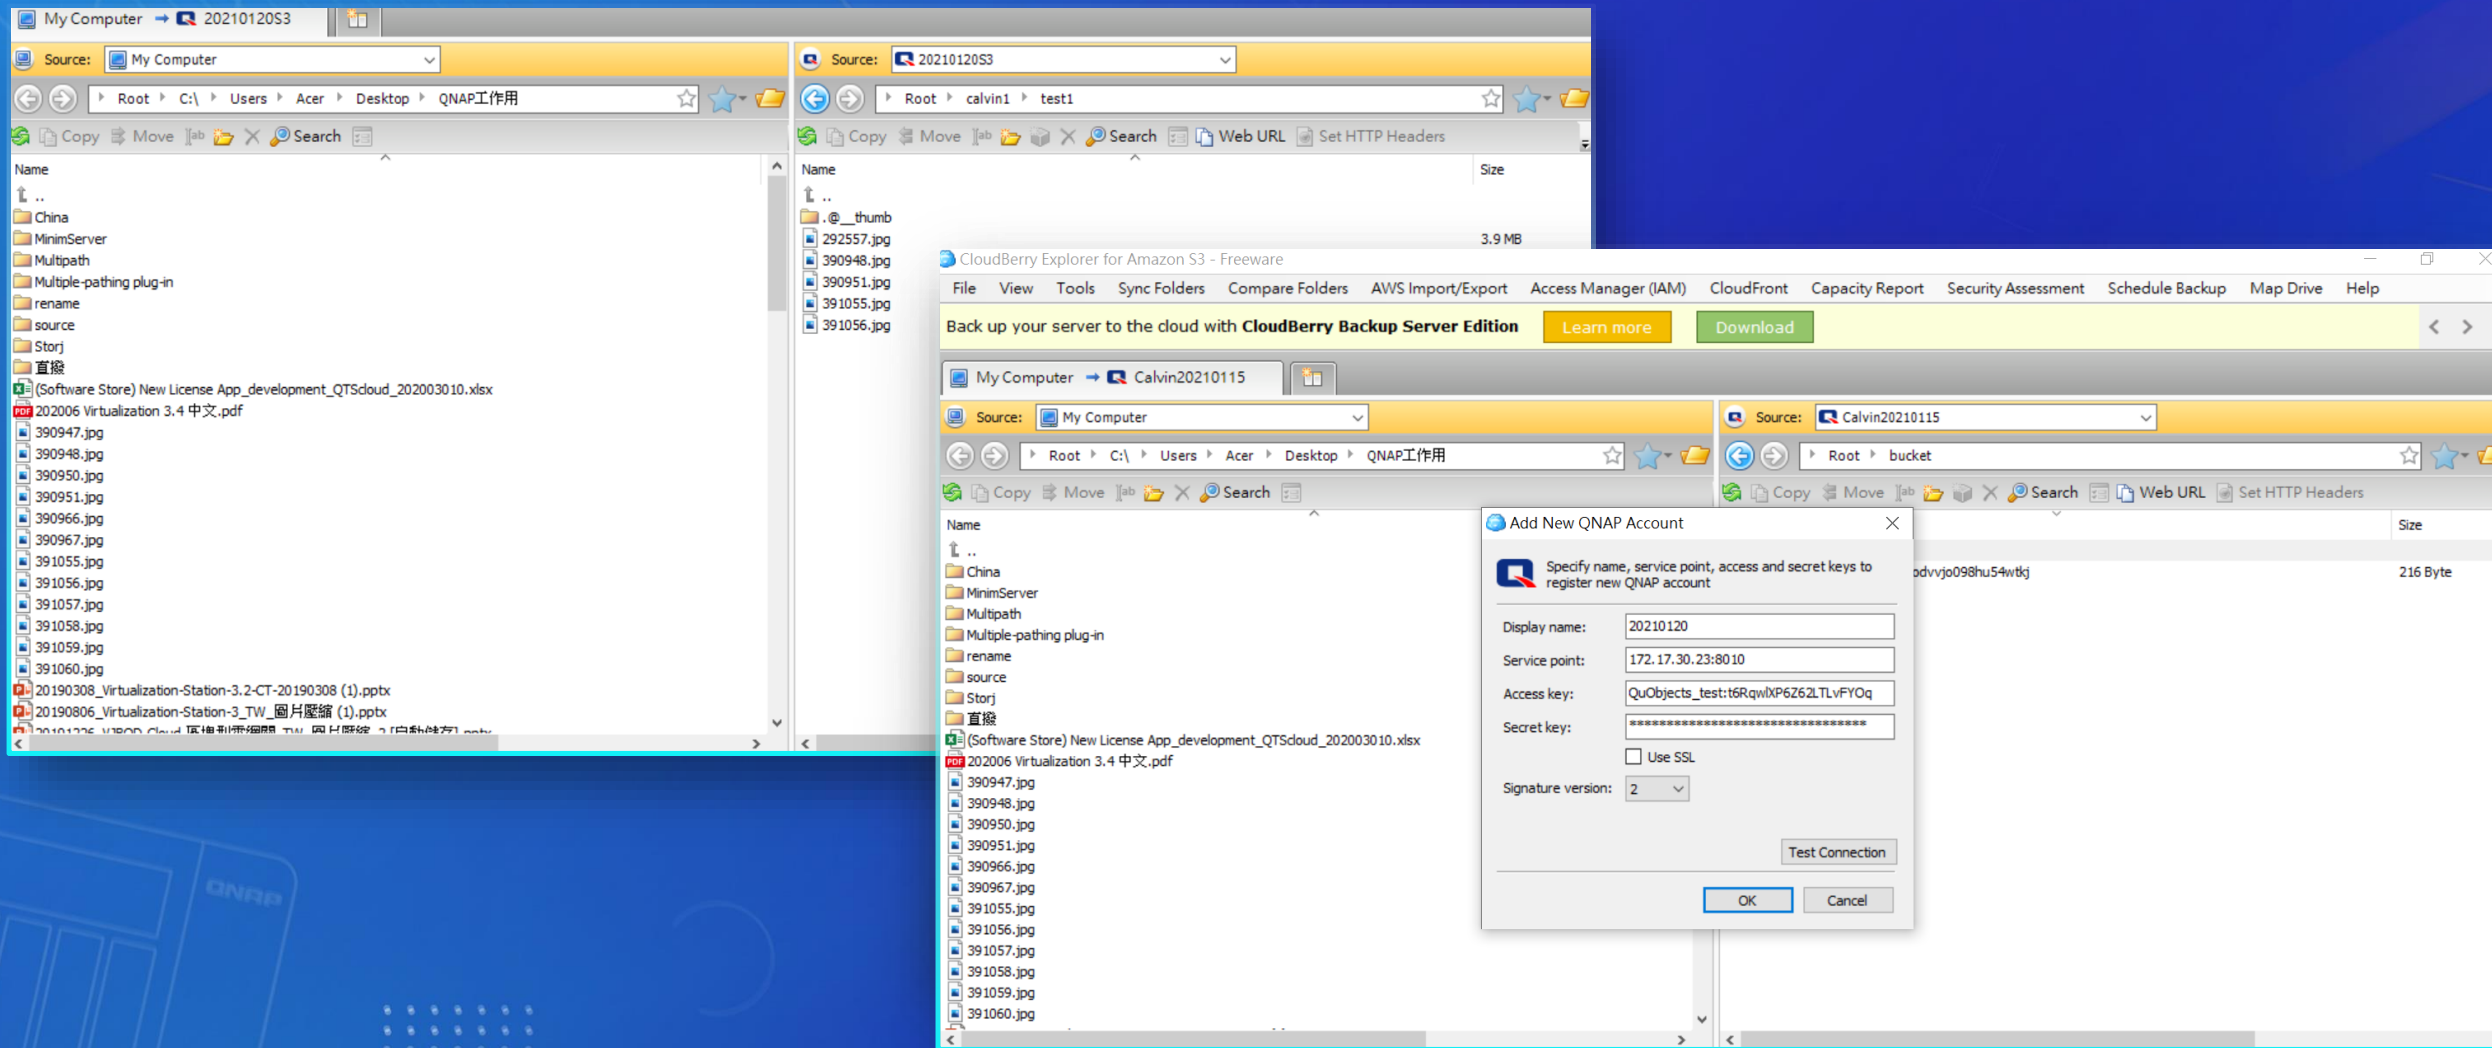 My Computer → 20210120S3
Source: My Computer
Root C:\ Users Acer Desktop QNAP工作用
Copy Move Search
Name
..
China
MinimServer
Multipath
Multiple-pathing plug-in
rename
source
Storj
直撥
(Software Store) New License App_development_QTScloud_202003010.xlsx
202006 Virtualization 3.4 中文.pdf
390947.jpg
390948.jpg
390950.jpg
390951.jpg
390966.jpg
390967.jpg
391055.jpg
391056.jpg
391057.jpg
391058.jpg
391059.jpg
391060.jpg
20190308_Virtualization-Station-3.2-CT-20190308 (1).pptx
20190806_Virtualization-Station-3_TW_圖片壓縮 (1).pptx
Source: 20210120S3
Root calvin1 test1
Copy Move Search Web URL Set HTTP Headers
Name Size
..
.@__thumb
292557.jpg 3.9 MB
390948.jpg
390951.jpg
391055.jpg
391056.jpg
CloudBerry Explorer for Amazon S3 - Freeware
File View Tools Sync Folders Compare Folders AWS Import/Export Access Manager (IAM) CloudFront Capacity Report Security Assessment Schedule Backup Map Drive Help
Back up your server to the cloud with CloudBerry Backup Server Edition Learn more Download
My Computer → Calvin20210115
Source: My Computer
Root C:\ Users Acer Desktop QNAP工作用
Copy Move Search
Name
..
China
MinimServer
Multipath
Multiple-pathing plug-in
rename
source
Storj
直撥
(Software Store) New License App_development_QTScloud_202003010.xlsx
202006 Virtualization 3.4 中文.pdf
390947.jpg
390948.jpg
390950.jpg
390951.jpg
390966.jpg
390967.jpg
391055.jpg
391056.jpg
391057.jpg
391058.jpg
391059.jpg
391060.jpg
Source: Calvin20210115
Root bucket
Copy Move Search Web URL Set HTTP Headers
Size
odvvjo098hu54wtkj 216 Byte
Add New QNAP Account
Specify name, service point, access and secret keys to
register new QNAP account
Display name: 20210120
Service point: 172.17.30.23:8010
Access key: QuObjects_test:t6RqwlXP6Z62LTLvFYOq
Secret key: ********************************
Use SSL
Signature version: 2
Test Connection
OK Cancel
QNAP